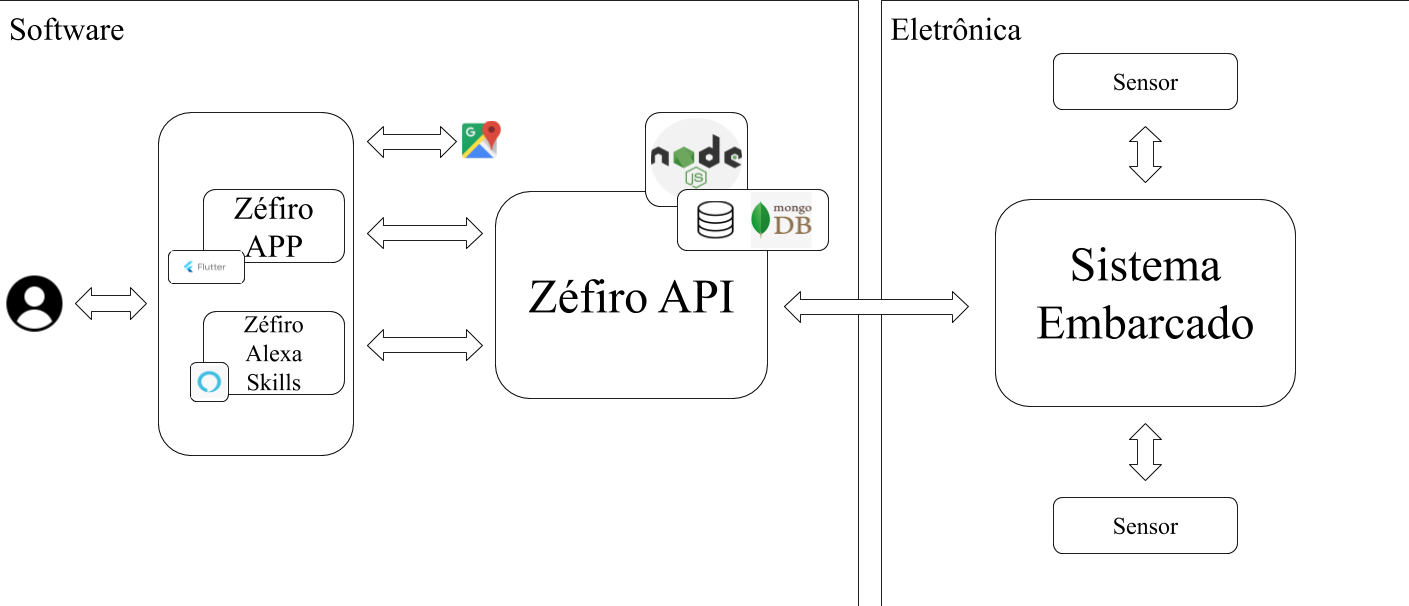 Software
Eletrônica
Sensor
G
node
JS
mongo
DB
Zéfiro
APP
Flutter
Zéfiro API
Sistema
Embarcado
Zéfiro
Alexa
Skills
Sensor